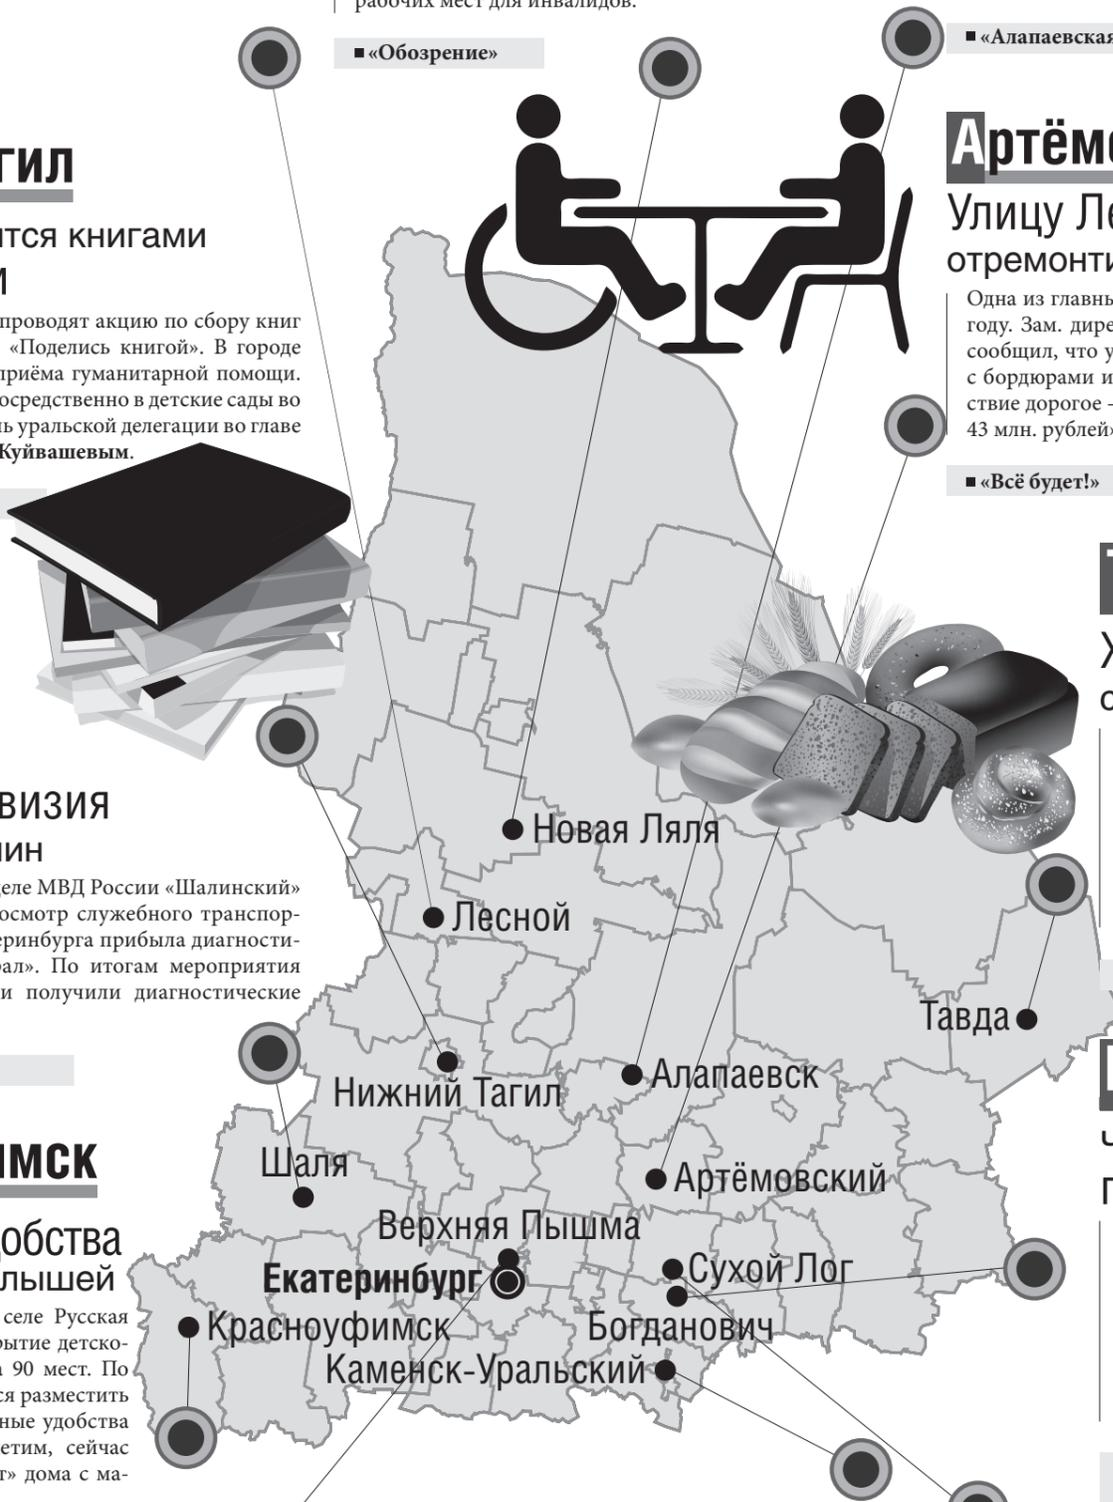 рабочих мест для инвалидов.
■ «Обозрение»
■ «Алапаевская
Улицу
отремонти
Одна из главны
году. Зам. дире
сообщил, что у
с бордюрами и
ствие дорогое –
43 млн. рублей»
■ «Всё будет!»
гил
тся книгами
и
проводят акцию по сбору книг
«Поделись книгой». В городе
приёма гуманитарной помощи.
осредственно в детские сады во
ь уральской делегации во главе
Куйвашевым.
визия
ин
деле МВД России «Шалинский»
осмотр служебного транспор-
еринбурга прибыла диагности-
рал». По итогам мероприятия
и получили диагностические
имск
добства
лышей
селе Русская
рытие детско-
а 90 мест. По
ся разместить
ные удобства
етим, сейчас
т» дома с ма-
Новая Ляля
Лесной
Тавда
Нижний Тагил
Алапаевск
Шаля
Артёмовский
Верхняя Пышма
Екатеринбург
Сухой Лог
Красноуфимск
Богданович
Каменск-Уральский